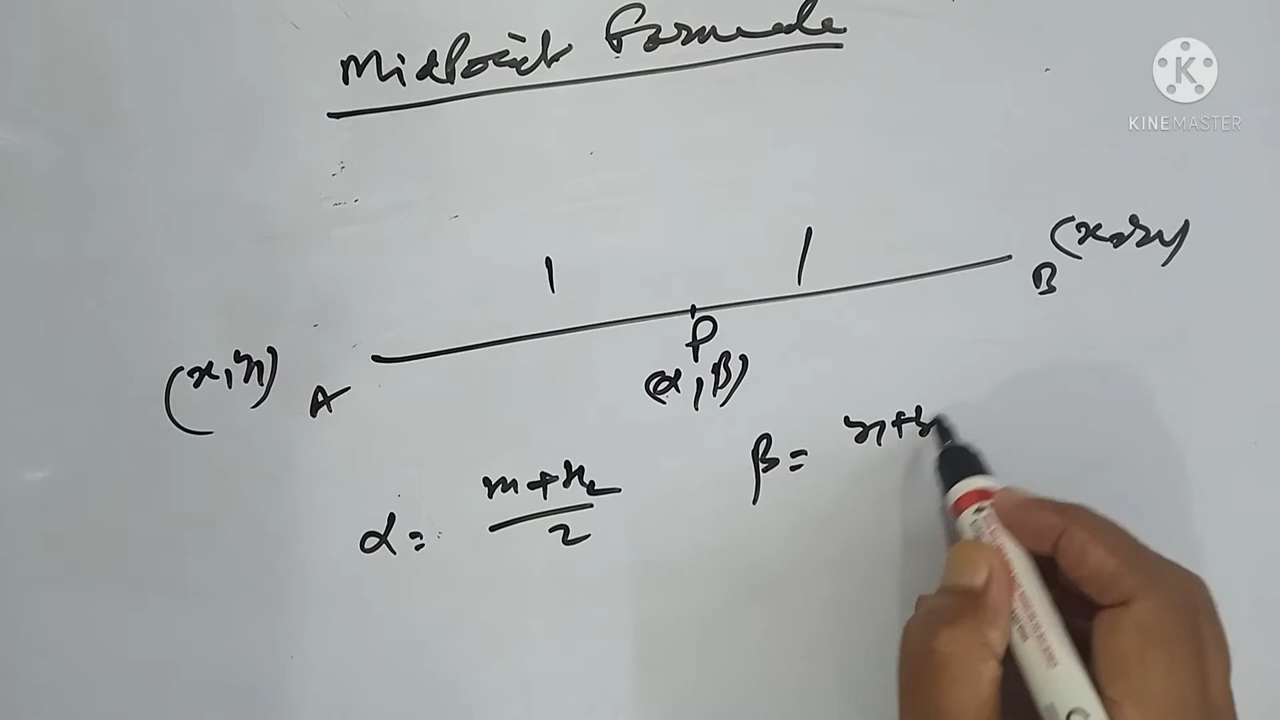 Midpoint Formula
K
KINEMASTER
1 1
(x₁, y₁) A
P
(α, β)
B (x₂, y₂)
α = x₁ + x₂ / 2
β = y₁ + y